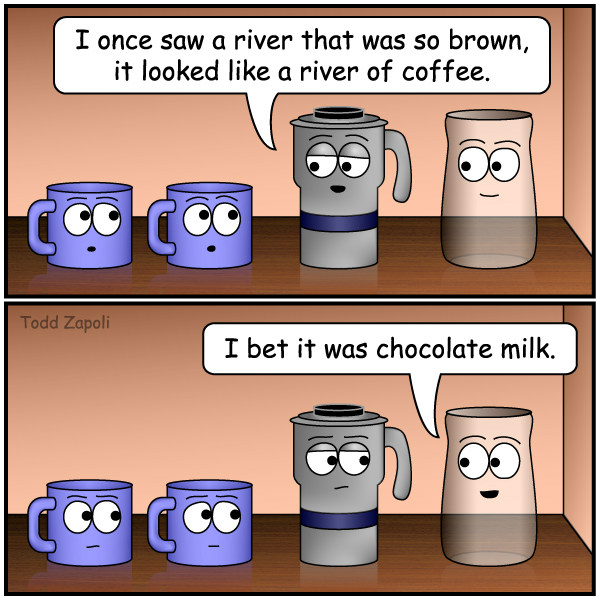 I once saw a river that was so brown,
it looked like a river of coffee.
Todd Zapoli
I bet it was chocolate milk.